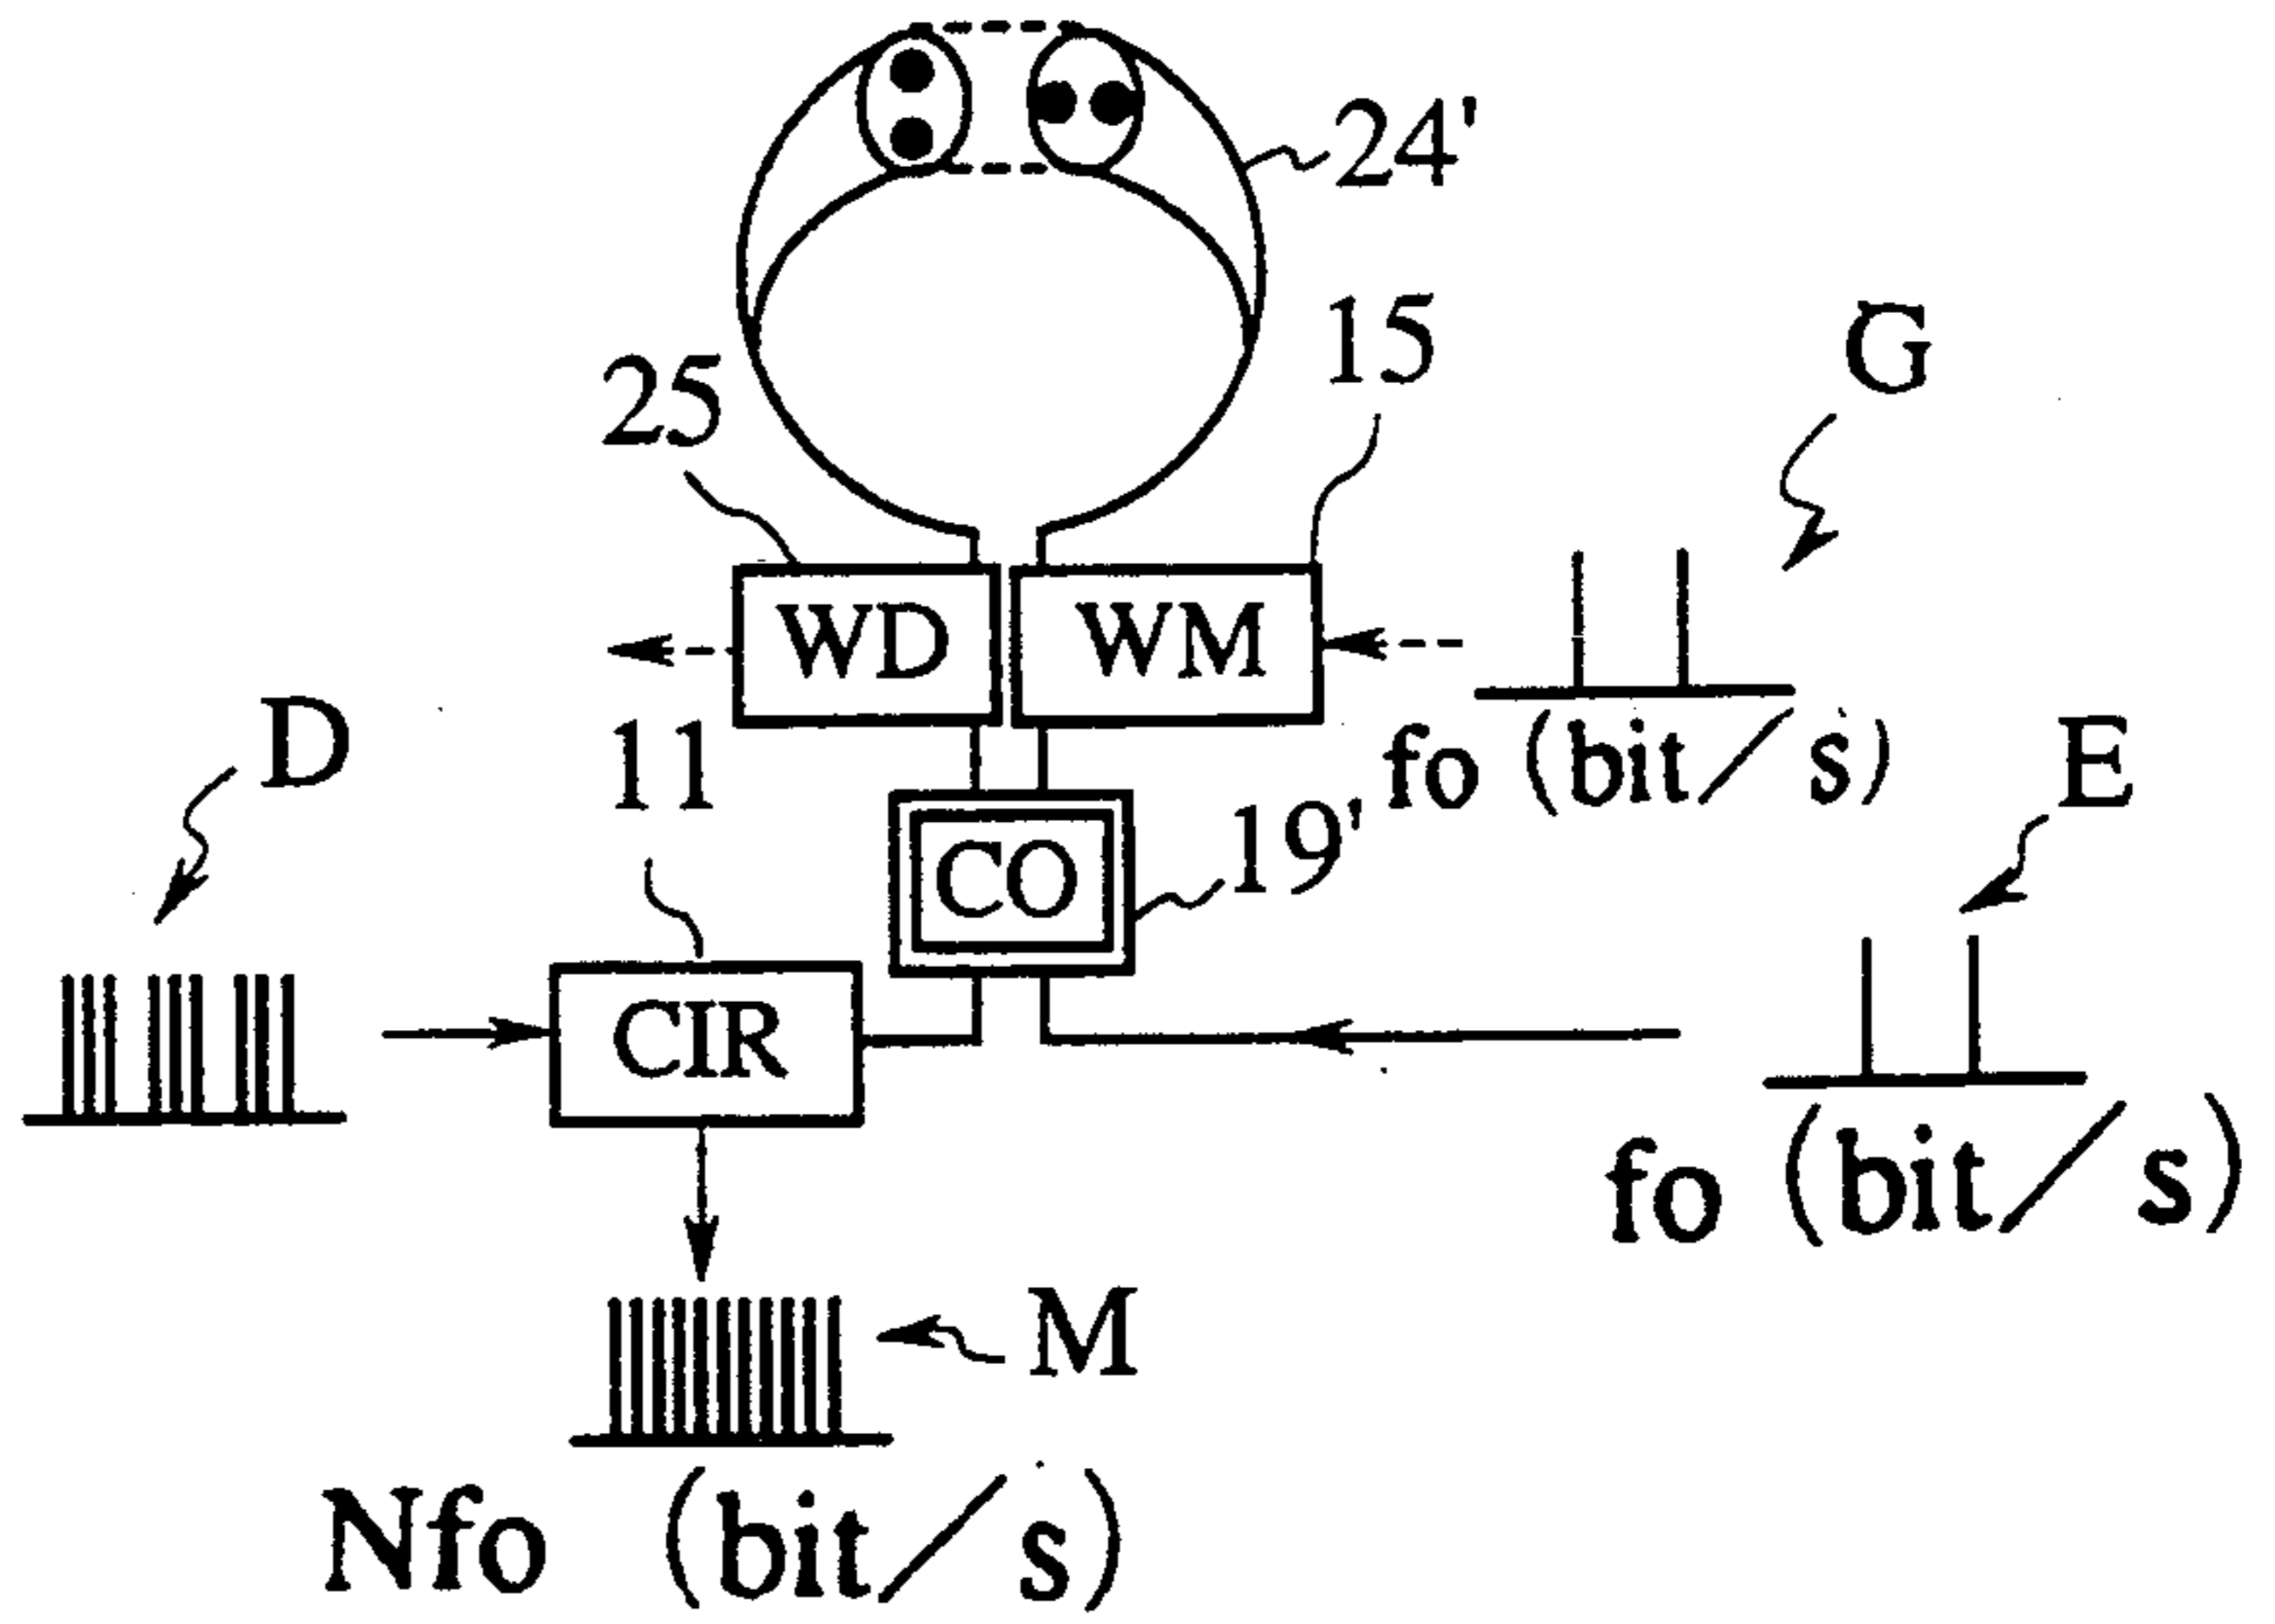 24'
15
G
25
WD
WM
fo (bit/s)
D
11
E
19'
CO
CIR
fo (bit/s)
M
Nfo (bit/s)